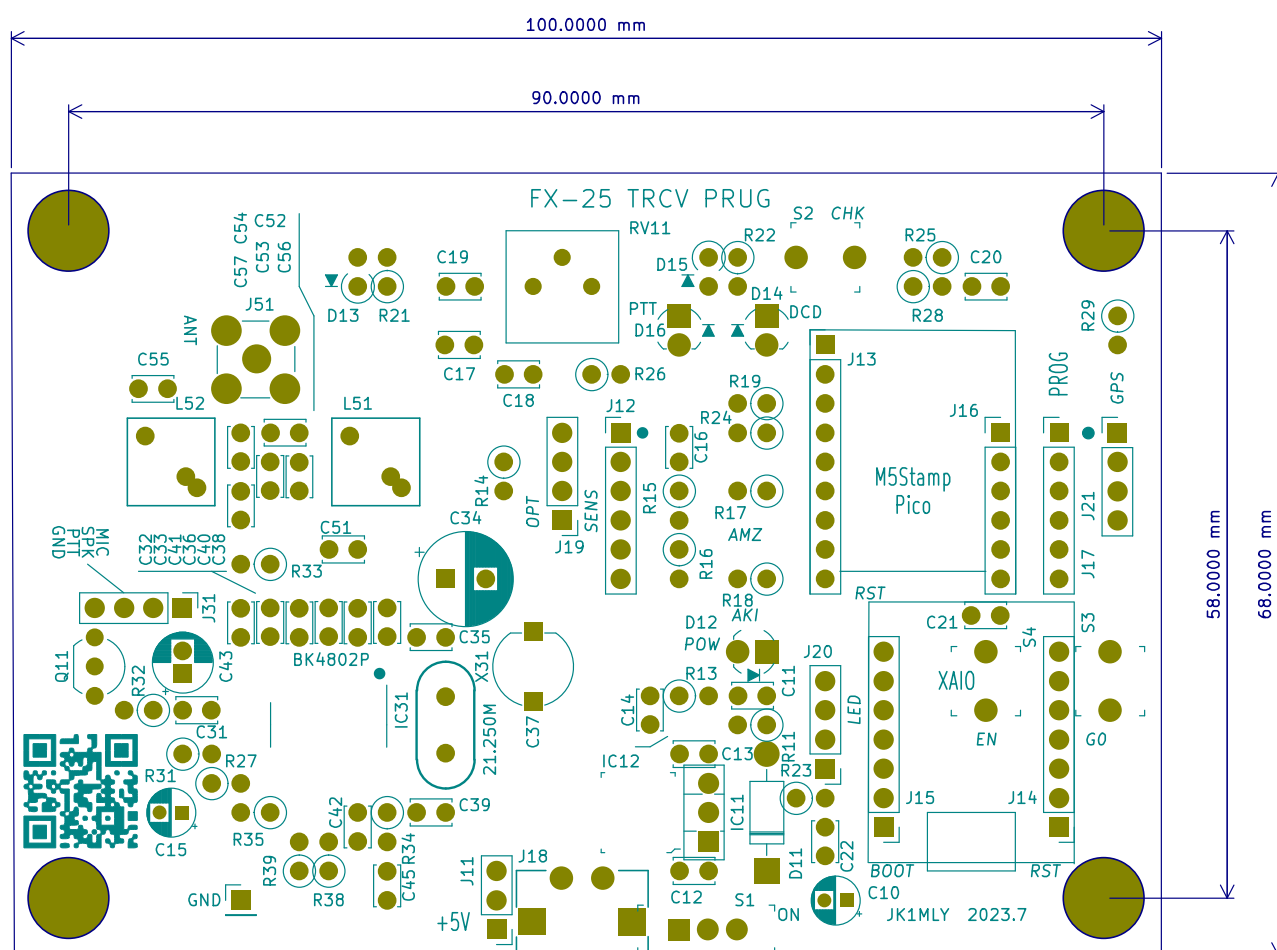 100.0000 mm
90.0000 mm
FX-25 TRCV PRUG
C57 C54
C52
C53
C56
J51
ANT
C55
L52
L51
D13
R21
C19
C17
C18
RV11
R26
D15
R22
PTT
D16
D14
DCD
S2
CHK
R25
R28
C20
R29
GPS
PROG
J13
R19
R24
J12
C16
J16
M5Stamp
Pico
R14
OPT
SENS
J19
R15
R17
AMZ
R16
R18
AKI
RST
J21
J17
58.0000 mm
68.0000 mm
MIC
SPK
PTT
GND
C32
C33
C41
C36
C40
C38
R33
C51
C34
J31
Q11
R32
C43
C31
BK4802P
C35
X31
C37
IC31
21.250M
D12
POW
R13
C14
C11
R11
C13
IC12
IC11
J20
LED
R23
C21
S4
S3
XAIO
EN
GO
J15
J14
BOOT
RST
R31
R27
C15
R35
C42
C39
R34
R39
R38
C45
GND
J11
J18
+5V
C12
S1
ON
D11
C22
C10
JK1MLY 2023.7